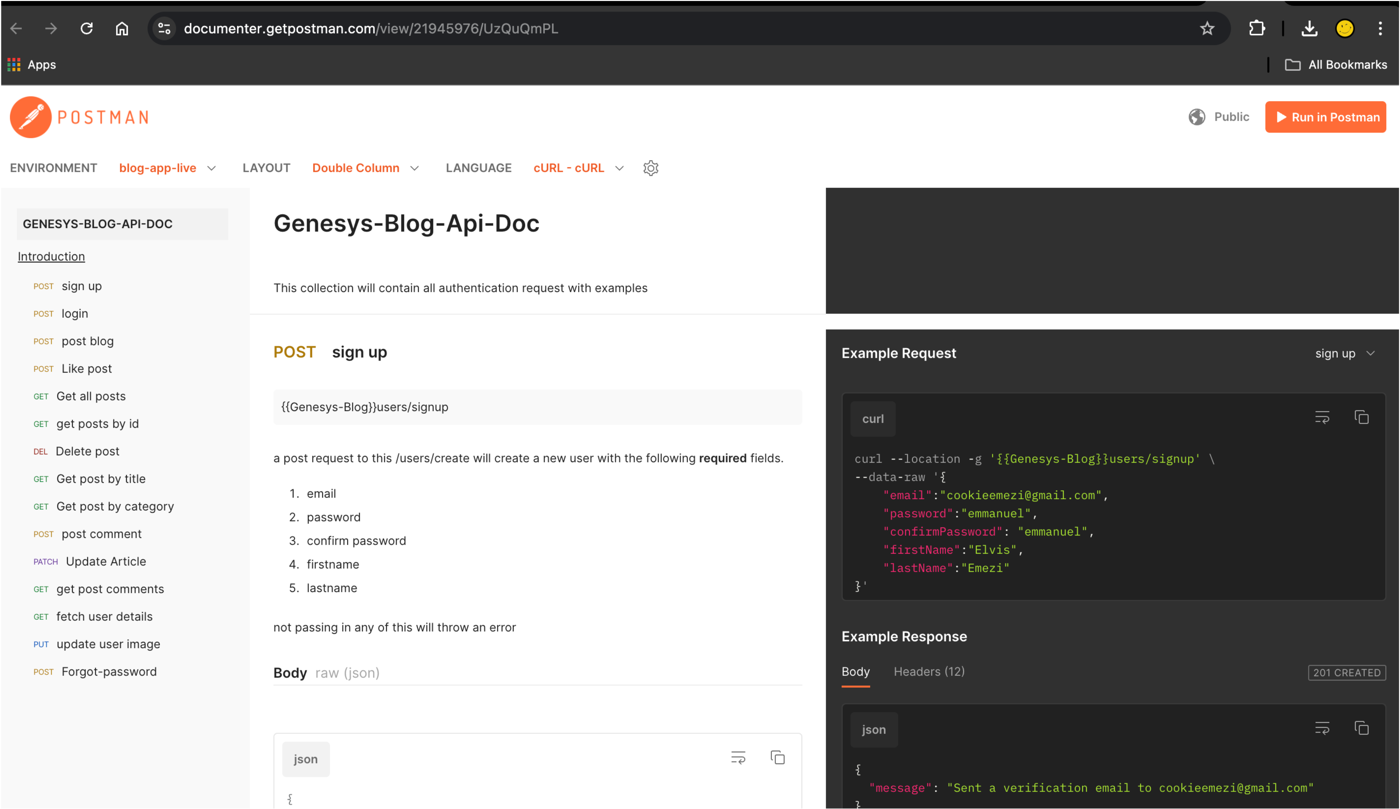 documenter.getpostman.com/view/21945976/UzQuQmPL
Apps
All Bookmarks
POSTMAN
Public
Run in Postman
ENVIRONMENT blog-app-live LAYOUT Double Column LANGUAGE cURL - cURL
GENESYS-BLOG-API-DOC
Introduction
POST sign up
POST login
POST post blog
POST Like post
GET Get all posts
GET get posts by id
DEL Delete post
GET Get post by title
GET Get post by category
POST post comment
PATCH Update Article
GET get post comments
GET fetch user details
PUT update user image
POST Forgot-password
Genesys-Blog-Api-Doc
This collection will contain all authentication request with examples
POST sign up
{{Genesys-Blog}}users/signup
a post request to this /users/create will create a new user with the following required fields.
1. email
2. password
3. confirm password
4. firstname
5. lastname
not passing in any of this will throw an error
Body raw (json)
json
{
Example Request
sign up
curl
curl --location -g '{{Genesys-Blog}}users/signup' \
--data-raw '{
"email":"cookieemezi@gmail.com",
"password":"emmanuel",
"confirmPassword": "emmanuel",
"firstName":"Elvis",
"lastName":"Emezi"
}'
Example Response
Body Headers (12)
201 CREATED
json
{
"message": "Sent a verification email to cookieemezi@gmail.com"
}